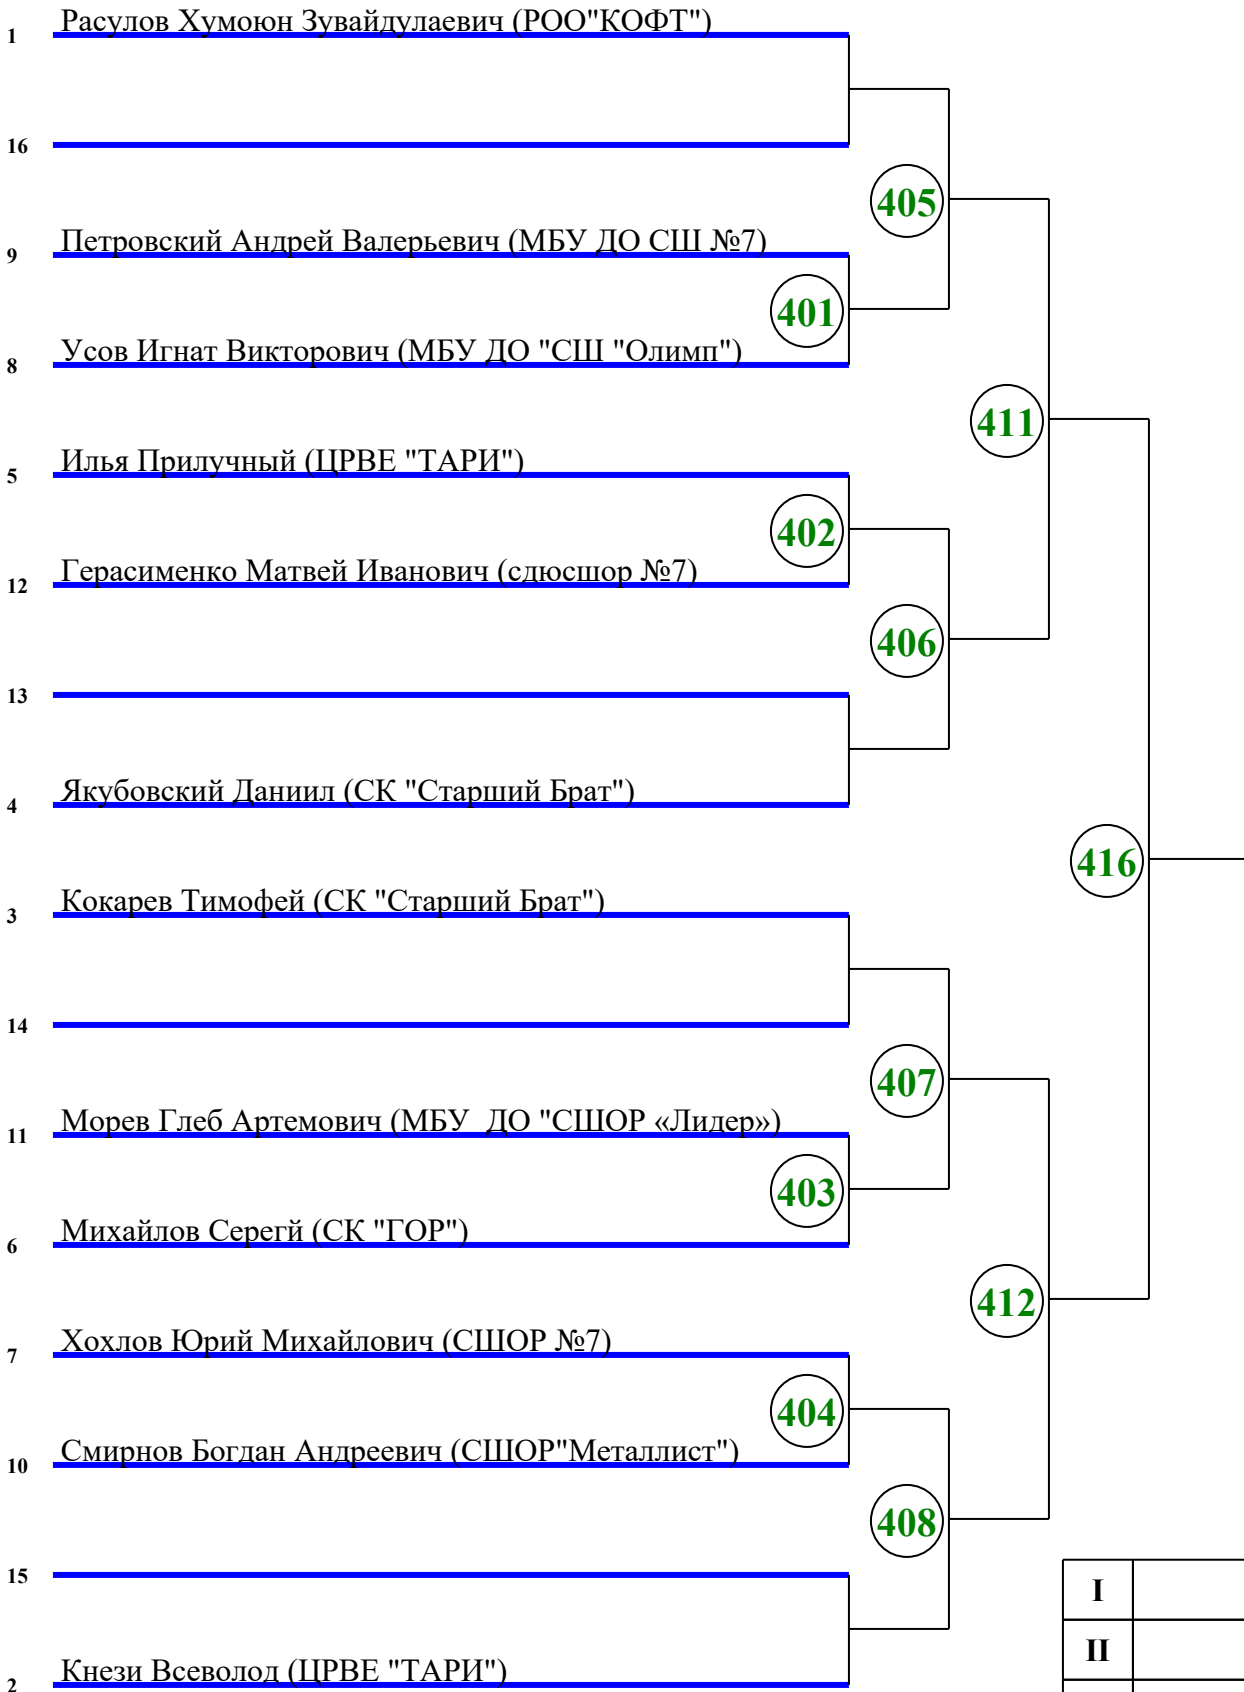 1 Расулов Хумоюн Зувайдулаевич (РОО"КОФТ")
16
405
9 Петровский Андрей Валерьевич (МБУ ДО СШ №7)
401
8 Усов Игнат Викторович (МБУ ДО "СШ "Олимп")
411
5 Илья Прилучный (ЦРВЕ "ТАРИ")
402
12 Герасименко Матвей Иванович (сдюсшор №7)
406
13
4 Якубовский Даниил (СК "Старший Брат")
416
3 Кокарев Тимофей (СК "Старший Брат")
14
407
11 Морев Глеб Артемович (МБУ  ДО "СШОР «Лидер»)
403
6 Михайлов Серегй (СК "ГОР")
412
7 Хохлов Юрий Михайлович (СШОР №7)
404
10 Смирнов Богдан Андреевич (СШОР"Металлист")
408
15
I
II
2 Кнези Всеволод (ЦРВЕ "ТАРИ")